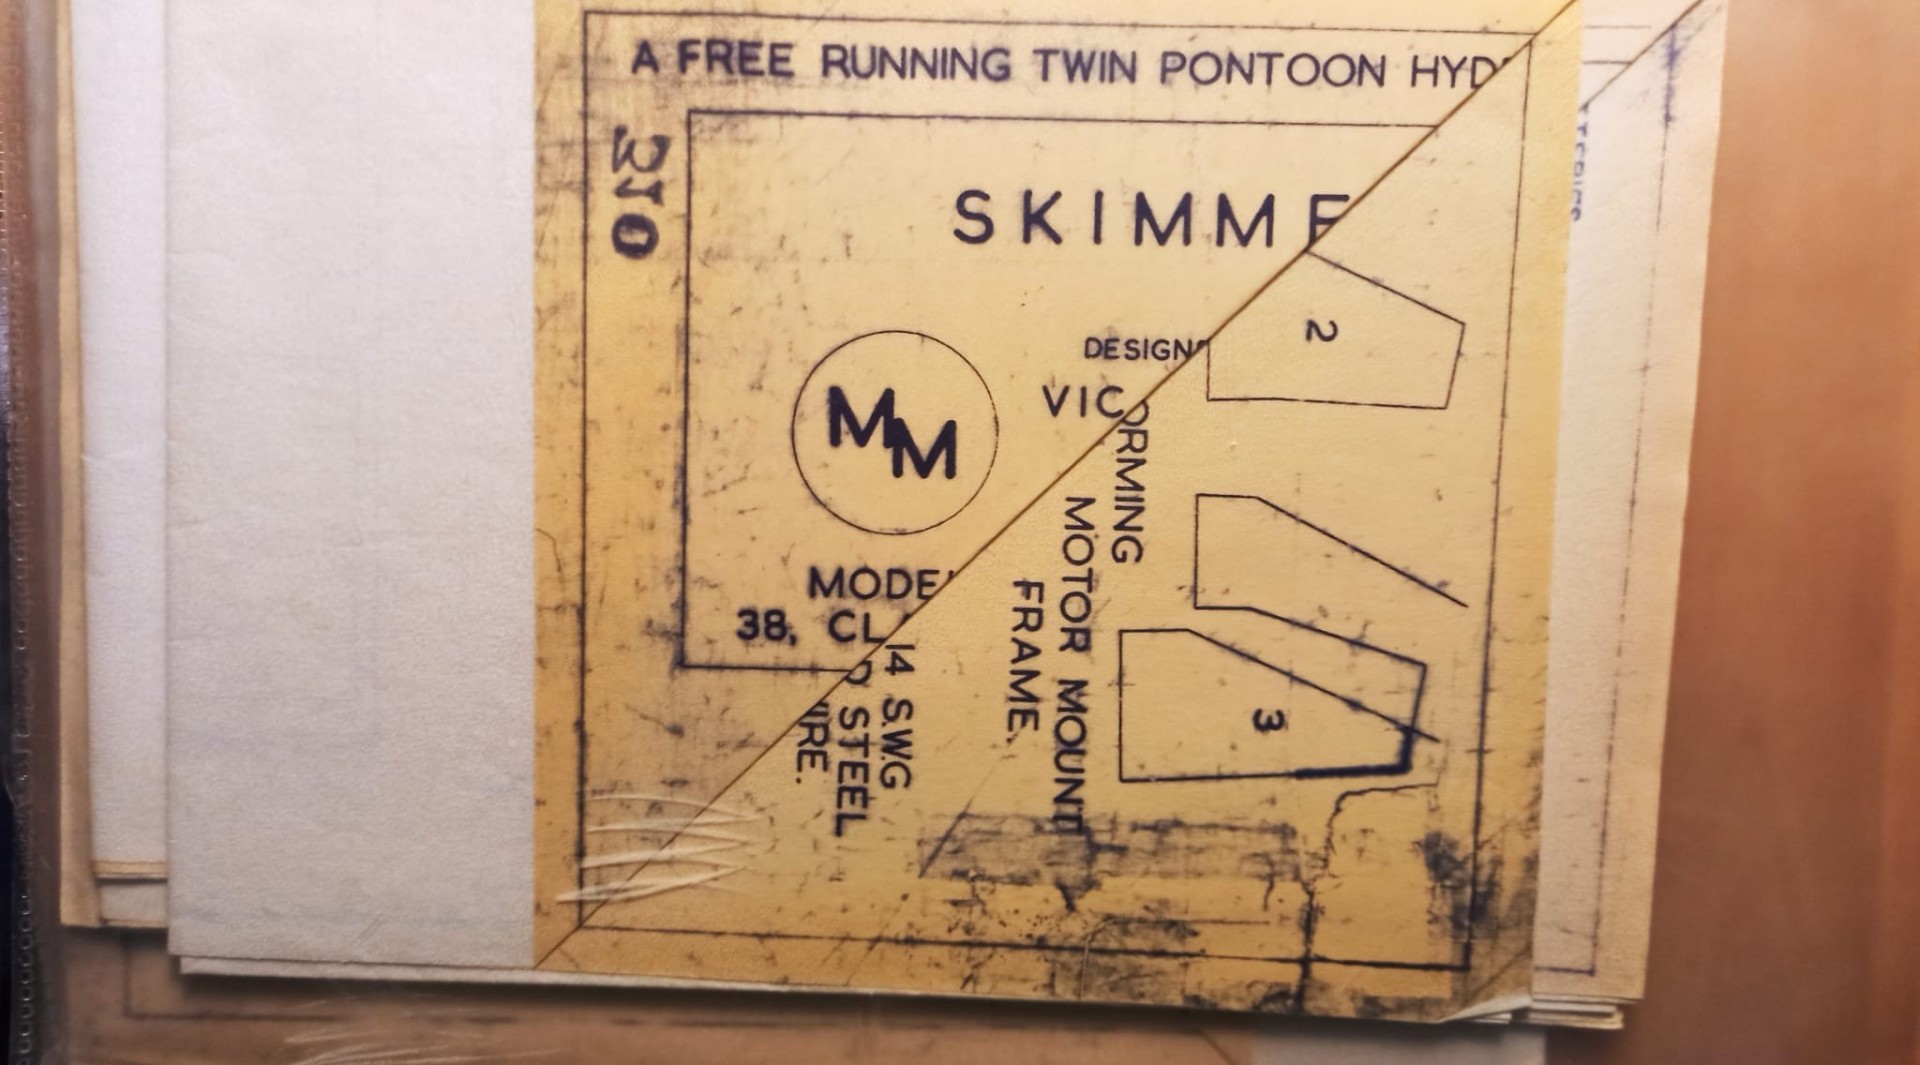 A FREE RUNNING TWIN PONTOON HYD
310
SKIMME
DESIGN
VIC
MM
MODE
38, CL
2
ORMING
MOTOR MOUNT
FRAME.
14 S.W.G
STEEL
IRE.
3